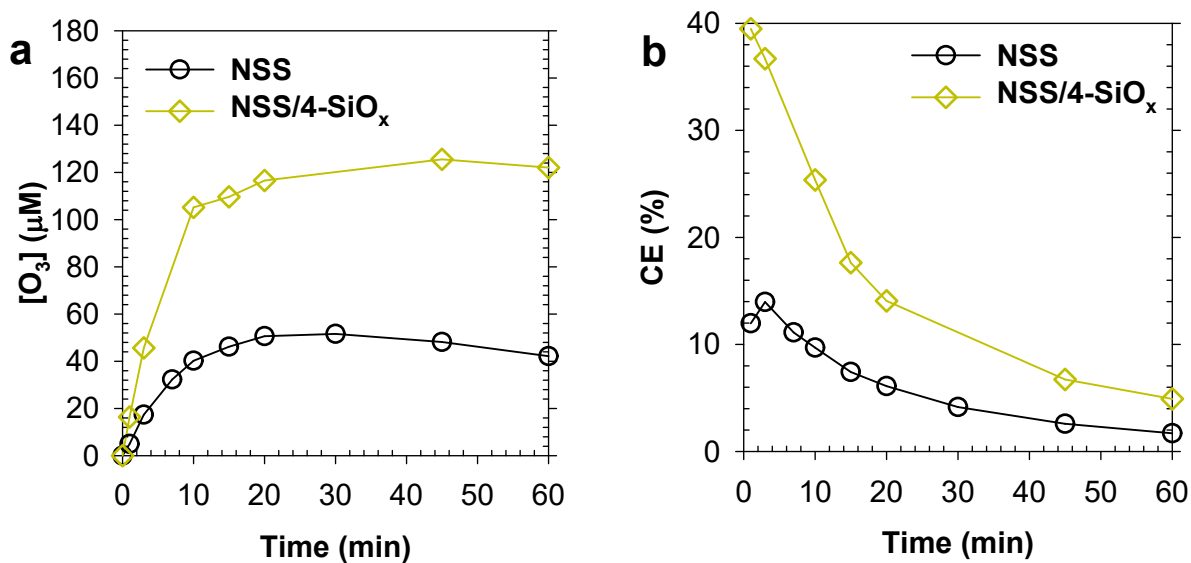 a
[O₃] (μM)
180
160
140
120
100
80
60
40
20
0
NSS
NSS/4-SiOₓ
0 10 20 30 40 50 60
Time (min)
b
CE (%)
40
30
20
10
0
NSS
NSS/4-SiOₓ
0 10 20 30 40 50 60
Time (min)